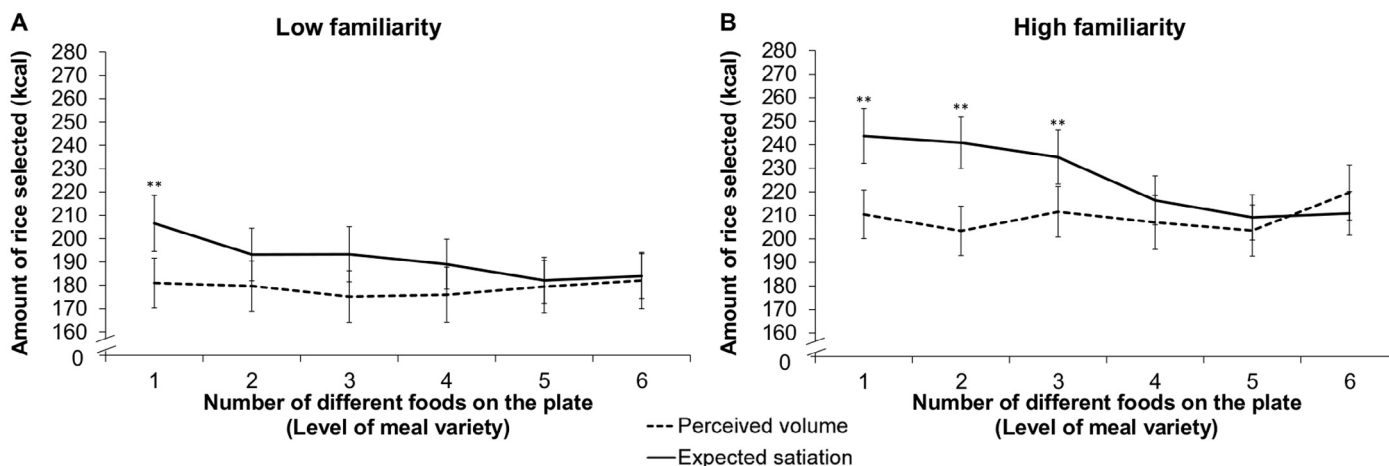 A
Low familiarity
Amount of rice selected (kcal)
280
270
260
250
240
230
220
210
200
190
180
170
160
0
**
1 2 3 4 5 6
Number of different foods on the plate
(Level of meal variety)
B
High familiarity
Amount of rice selected (kcal)
280
270
260
250
240
230
220
210
200
190
180
170
160
0
** ** **
1 2 3 4 5 6
Number of different foods on the plate
(Level of meal variety)
Perceived volume
Expected satiation